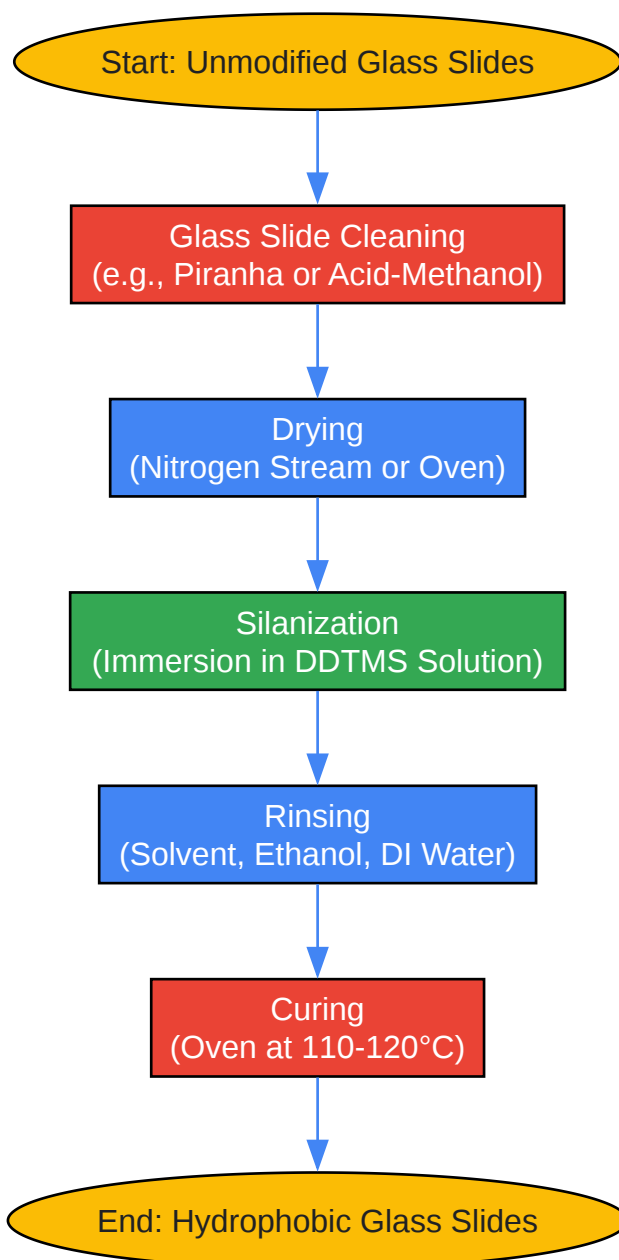 Start: Unmodified Glass Slides
Glass Slide Cleaning
(e.g., Piranha or Acid-Methanol)
Drying
(Nitrogen Stream or Oven)
Silanization
(Immersion in DDTMS Solution)
Rinsing
(Solvent, Ethanol, DI Water)
Curing
(Oven at 110-120°C)
End: Hydrophobic Glass Slides